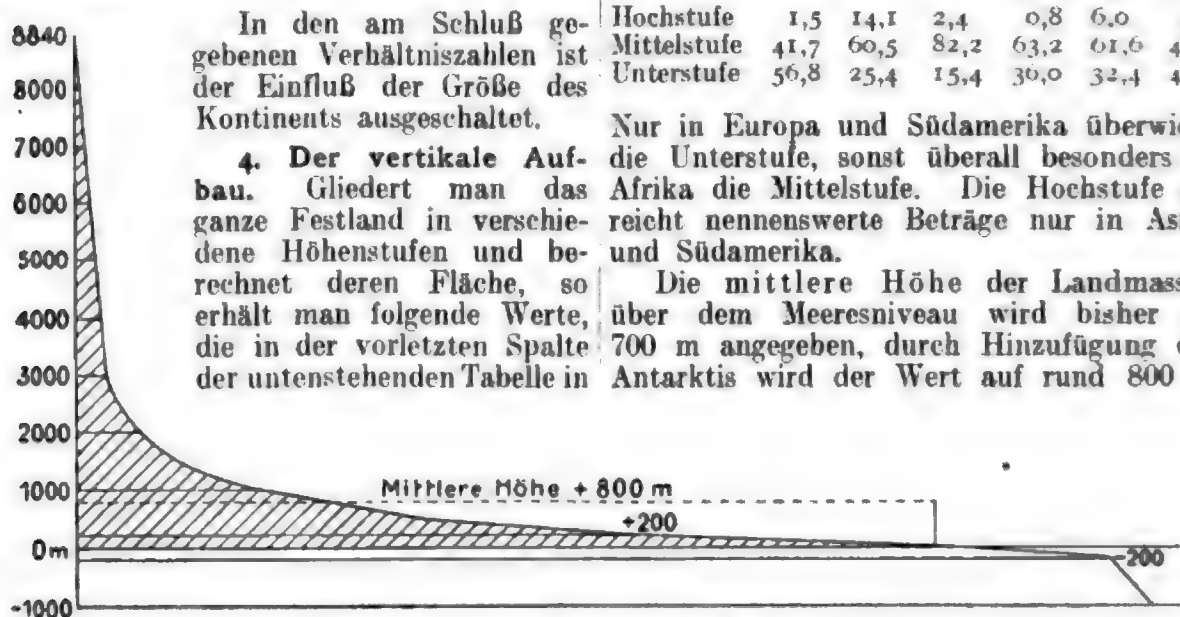 In den am Schluß ge-
gebenen Verhältniszahlen ist
der Einfluß der Größe des
Kontinents ausgeschaltet.
4. Der vertikale Auf-
bau. Gliedert man das
ganze Festland in verschie-
dene Höhenstufen und be-
rechnet deren Fläche, so
erhält man folgende Werte,
die in der vorletzten Spalte
der untenstehenden Tabelle in
Hochstufe 1,5 14,1 2,4 0,8 6,0
Mittelstufe 41,7 60,5 82,2 63,2 61,6 4
Unterstufe 56,8 25,4 15,4 36,0 32,4 4
Nur in Europa und Südamerika überwie
die Unterstufe, sonst überall besonders
Afrika die Mittelstufe. Die Hochstufe
reicht nennenswerte Beträge nur in Asi
und Südamerika.
Die mittlere Höhe der Landmass
über dem Meeresniveau wird bisher
700 m angegeben, durch Hinzufügung
Antarktis wird der Wert auf rund 800
8840
8000
7000
6000
5000
4000
3000
2000
1000
0m
-1000
Mittlere Höhe + 800 m
+200
-200